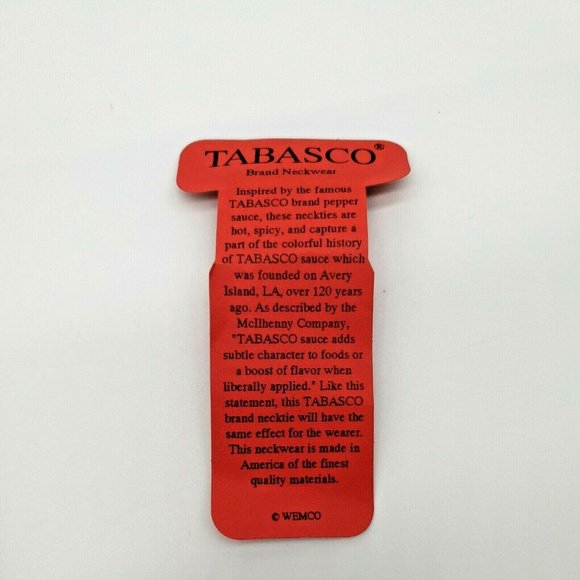 TABASCO®
Brand Neckwear
Inspired by the famous
TABASCO brand pepper
sauce, these neckties are
hot, spicy, and capture a
part of the colorful history
of TABASCO sauce which
was founded on Avery
Island, LA, over 120 years
ago. As described by the
McIlhenny Company,
"TABASCO sauce adds
subtle character to foods or
a boost of flavor when
liberally applied." Like this
statement, this TABASCO
brand necktie will have the
same effect for the wearer.
This neckwear is made in
America of the finest
quality materials.
© WEMCO